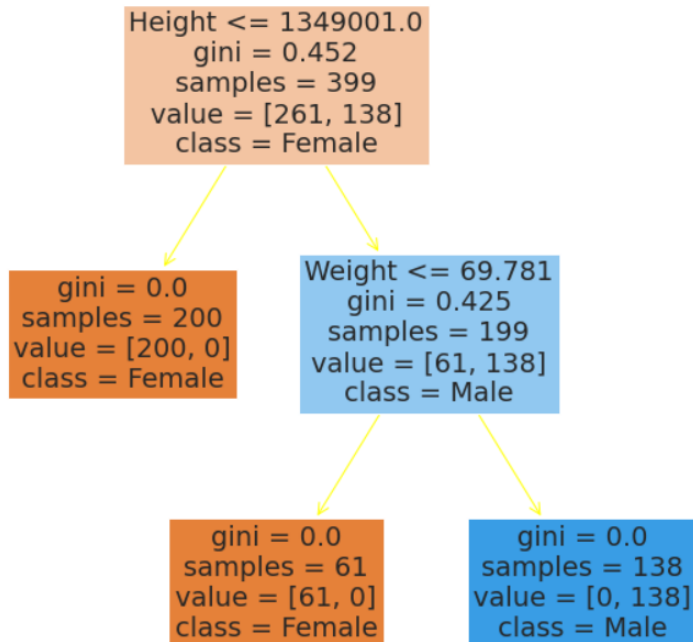 Height <= 1349001.0
gini = 0.452
samples = 399
value = [261, 138]
class = Female
gini = 0.0
samples = 200
value = [200, 0]
class = Female
Weight <= 69.781
gini = 0.425
samples = 199
value = [61, 138]
class = Male
gini = 0.0
samples = 61
value = [61, 0]
class = Female
gini = 0.0
samples = 138
value = [0, 138]
class = Male